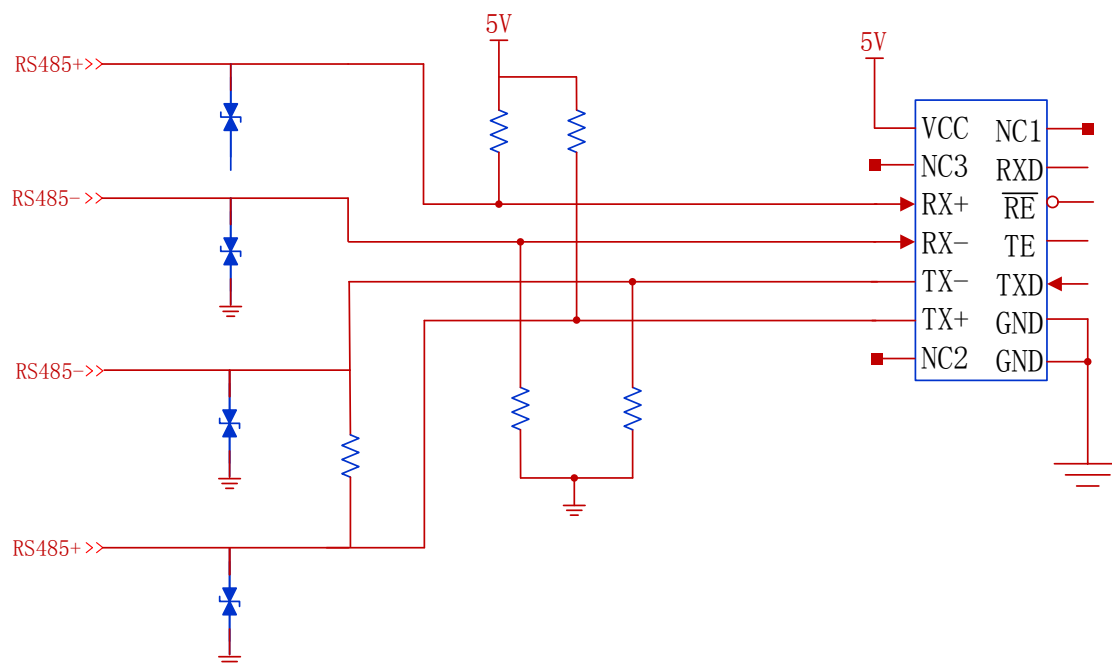 5V
5V
RS485+>>
RS485->>
RS485->>
RS485+>>
VCC
NC3
RX+
RX-
TX-
TX+
NC2
NC1
RXD
R̅E̅
TE
TXD
GND
GND